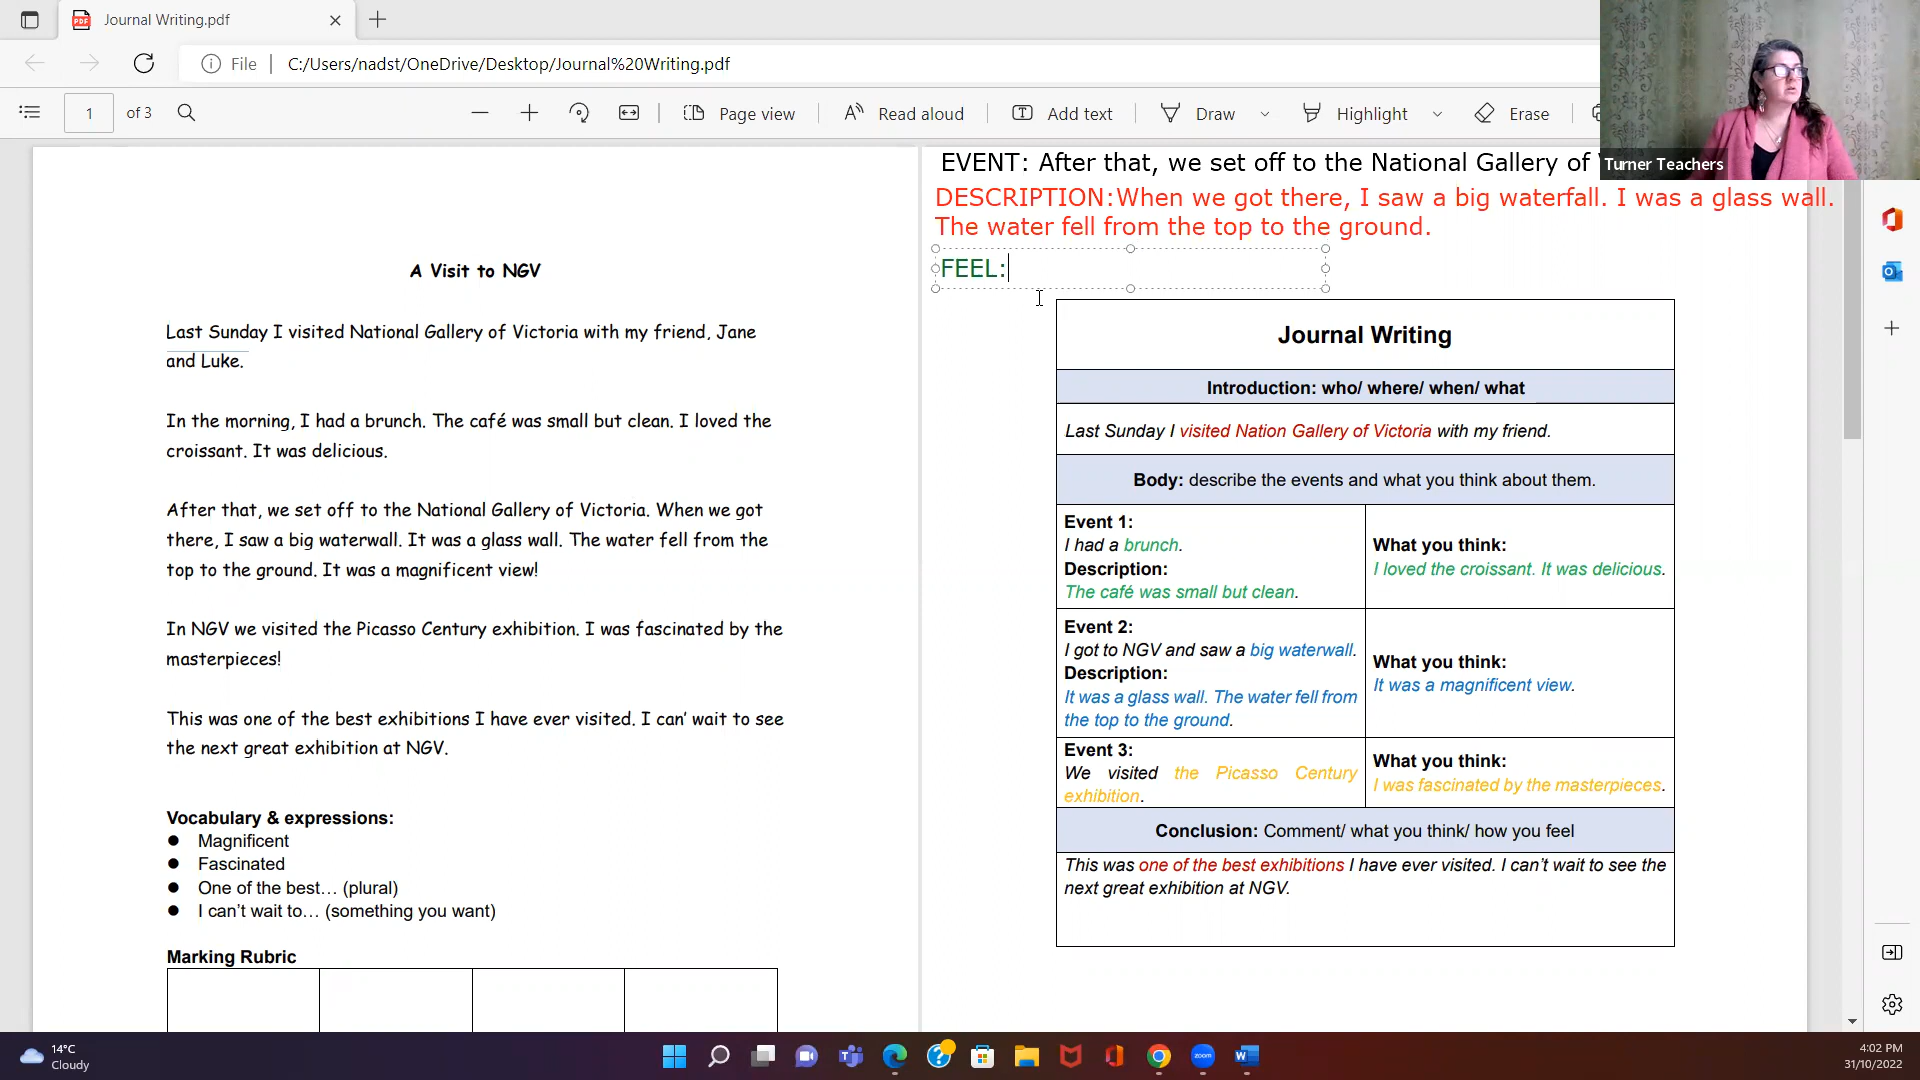 Journal Writing.pdf
File
C:/Users/nadst/OneDrive/Desktop/Journal%20Writing.pdf
1 of 3
Page view
Read aloud
Add text
Draw
Highlight
Erase
Turner Teachers
A Visit to NGV
Last Sunday I visited National Gallery of Victoria with my friend, Jane
and Luke.
In the morning, I had a brunch. The café was small but clean. I loved the
croissant. It was delicious.
After that, we set off to the National Gallery of Victoria. When we got
there, I saw a big waterwall. It was a glass wall. The water fell from the
top to the ground. It was a magnificent view!
In NGV we visited the Picasso Century exhibition. I was fascinated by the
masterpieces!
This was one of the best exhibitions I have ever visited. I can’ wait to see
the next great exhibition at NGV.
Vocabulary & expressions:
● Magnificent
● Fascinated
● One of the best… (plural)
● I can’t wait to… (something you want)
Marking Rubric
EVENT: After that, we set off to the National Gallery of
DESCRIPTION:When we got there, I saw a big waterfall. I was a glass wall.
The water fell from the top to the ground.
FEEL:
Journal Writing
Introduction: who/ where/ when/ what
Last Sunday I visited Nation Gallery of Victoria with my friend.
Body: describe the events and what you think about them.
Event 1:
I had a brunch.
Description:
The café was small but clean.
What you think:
I loved the croissant. It was delicious.
Event 2:
I got to NGV and saw a big waterwall.
Description:
It was a glass wall. The water fell from
the top to the ground.
What you think:
It was a magnificent view.
Event 3:
We visited the Picasso Century
exhibition.
What you think:
I was fascinated by the masterpieces.
Conclusion: Comment/ what you think/ how you feel
This was one of the best exhibitions I have ever visited. I can’t wait to see the
next great exhibition at NGV.
14°C
Cloudy
4:02 PM
31/10/2022